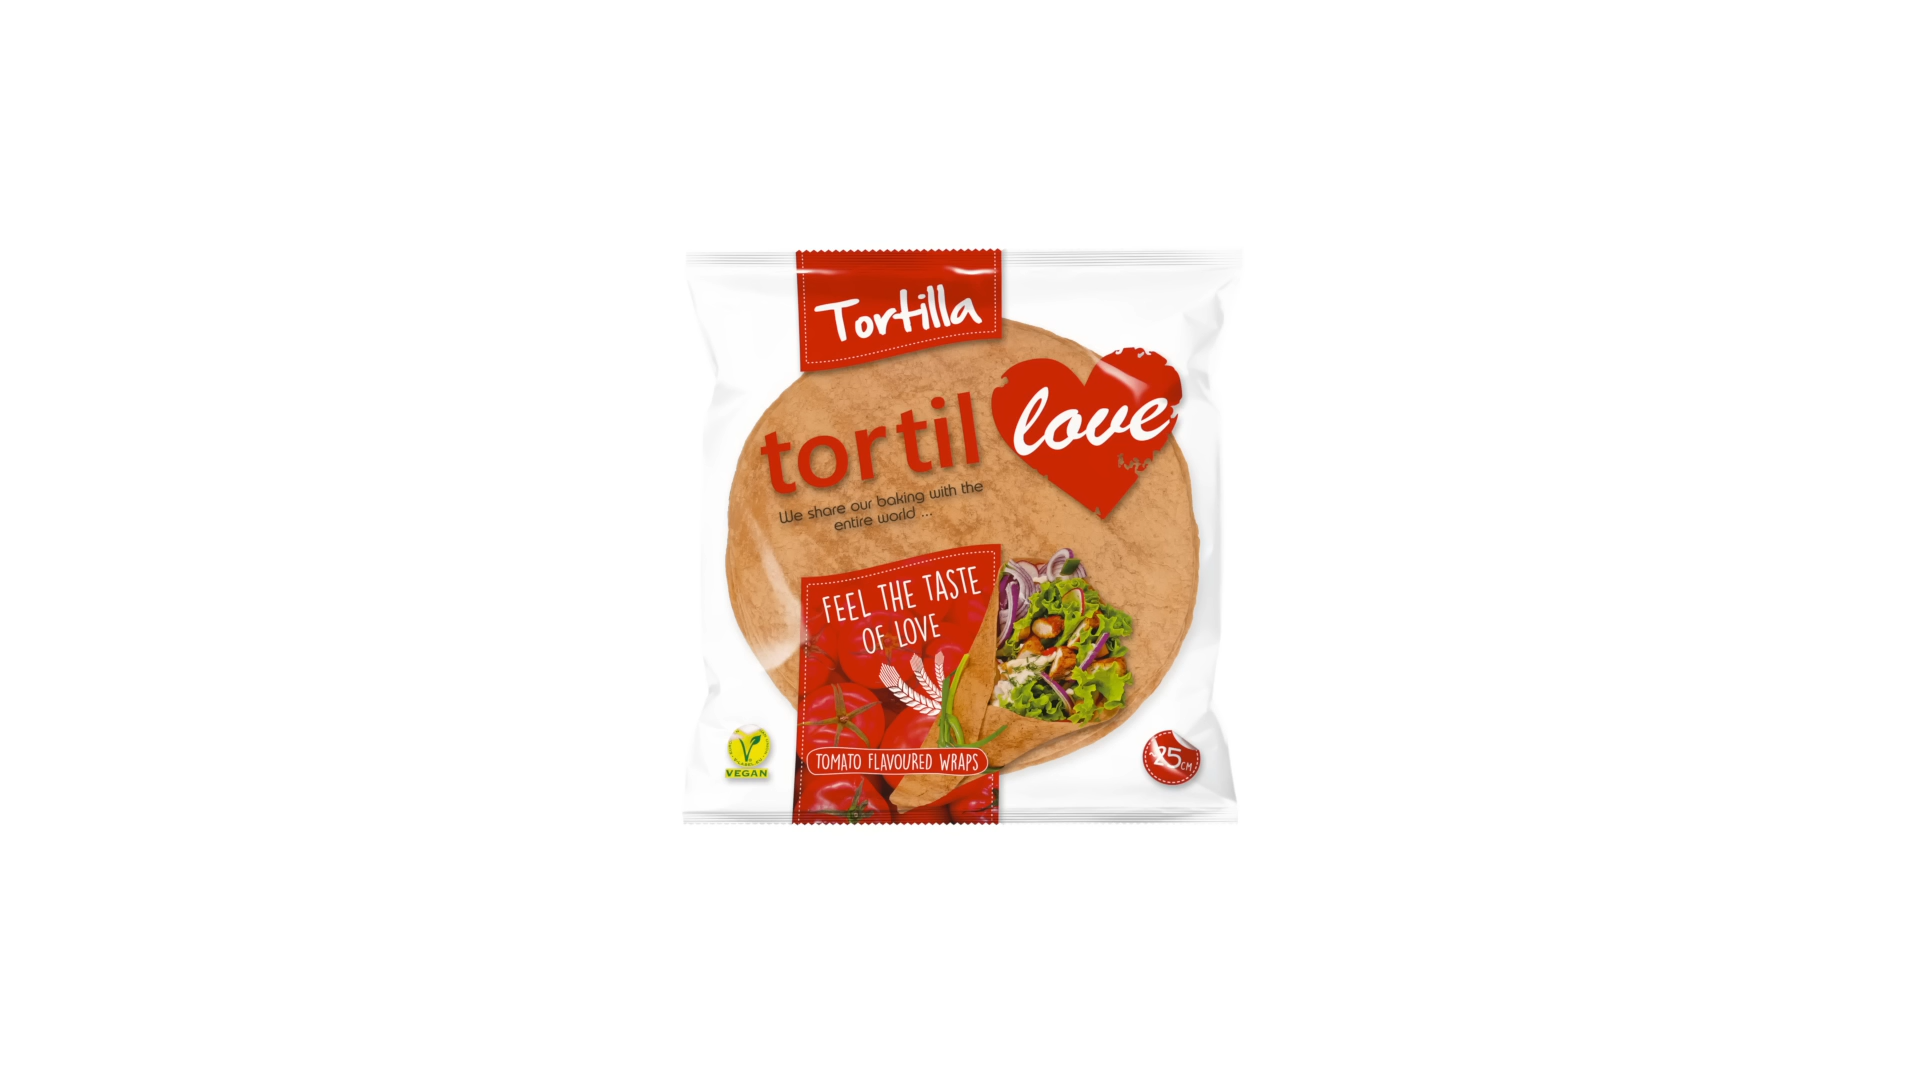 Tortilla
tortil love
We share our baking with the
entire world ...
FEEL THE TASTE
OF LOVE
TOMATO FLAVOURED WRAPS
VEGAN
25 CM